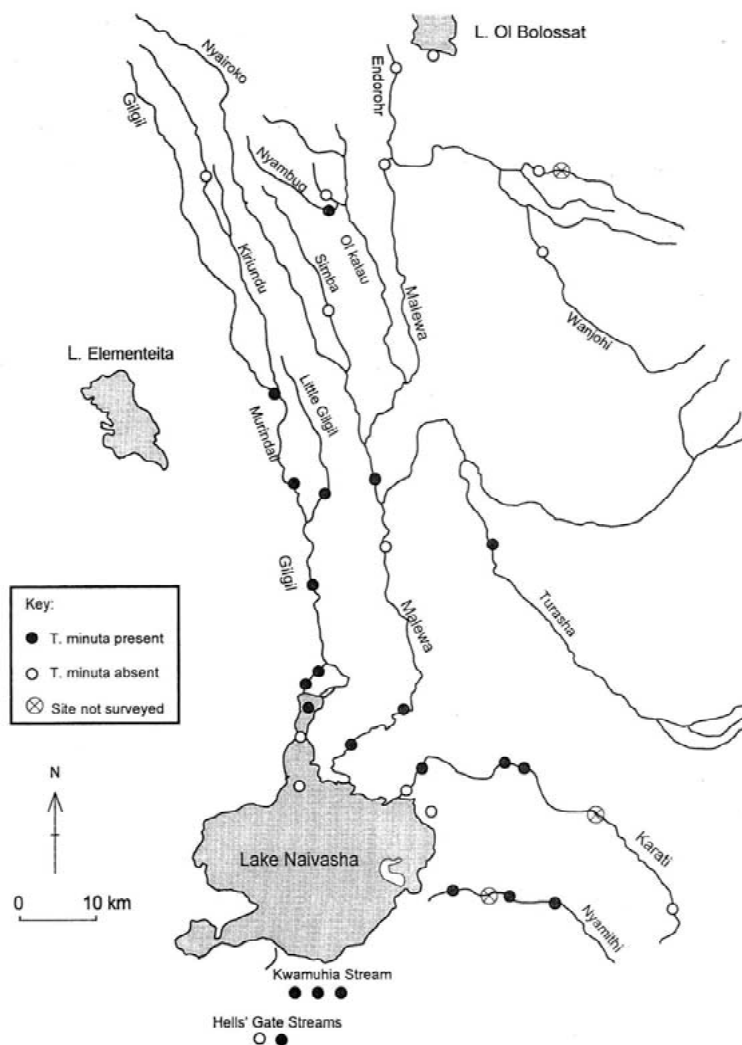 L. Ol Bolossat
Nyairoko
Endorohr
Gilgil
Nyambug
Kiriundu
Simba
Ol kalau
Malewa
Wanjohi
L. Elementeita
Little Gilgil
Murindati
Gilgil
Malewa
Turasha
Key:
T. minuta present
T. minuta absent
Site not surveyed
N
0 10 km
Lake Naivasha
Karati
Nyamithi
Kwamuhia Stream
Hells' Gate Streams